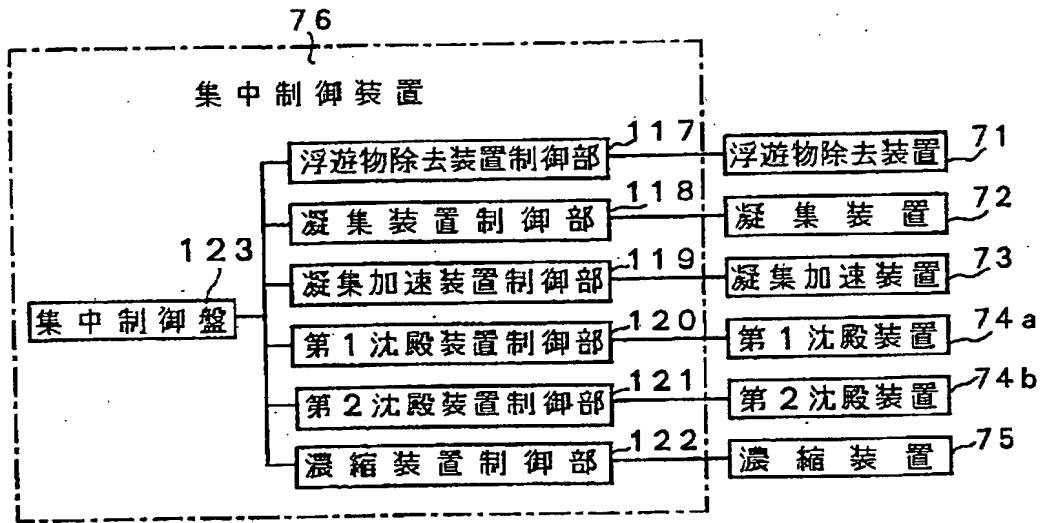 76
集中制御装置
117
浮遊物除去装置制御部
浮遊物除去装置
71
118
凝集装置制御部
凝集装置
72
123
集中制御盤
119
凝集加速装置制御部
凝集加速装置
73
120
第1沈殿装置制御部
第1沈殿装置
74a
121
第2沈殿装置制御部
第2沈殿装置
74b
122
濃縮装置制御部
濃縮装置
75